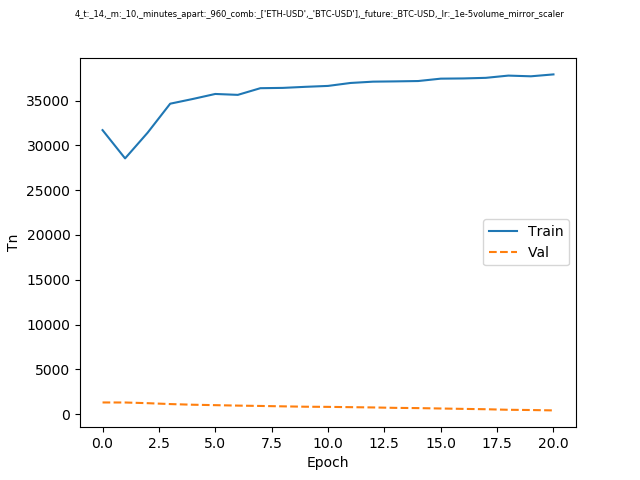 4_t:_14,_m:_10,_minutes_apart:_960_comb:_['ETH-USD',_'BTC-USD'],_future:_BTC-USD,_lr:_1e-5volume_mirror_scaler
35000
30000
25000
20000
15000
10000
5000
0
Tn
Train
Val
0.0 2.5 5.0 7.5 10.0 12.5 15.0 17.5 20.0
Epoch